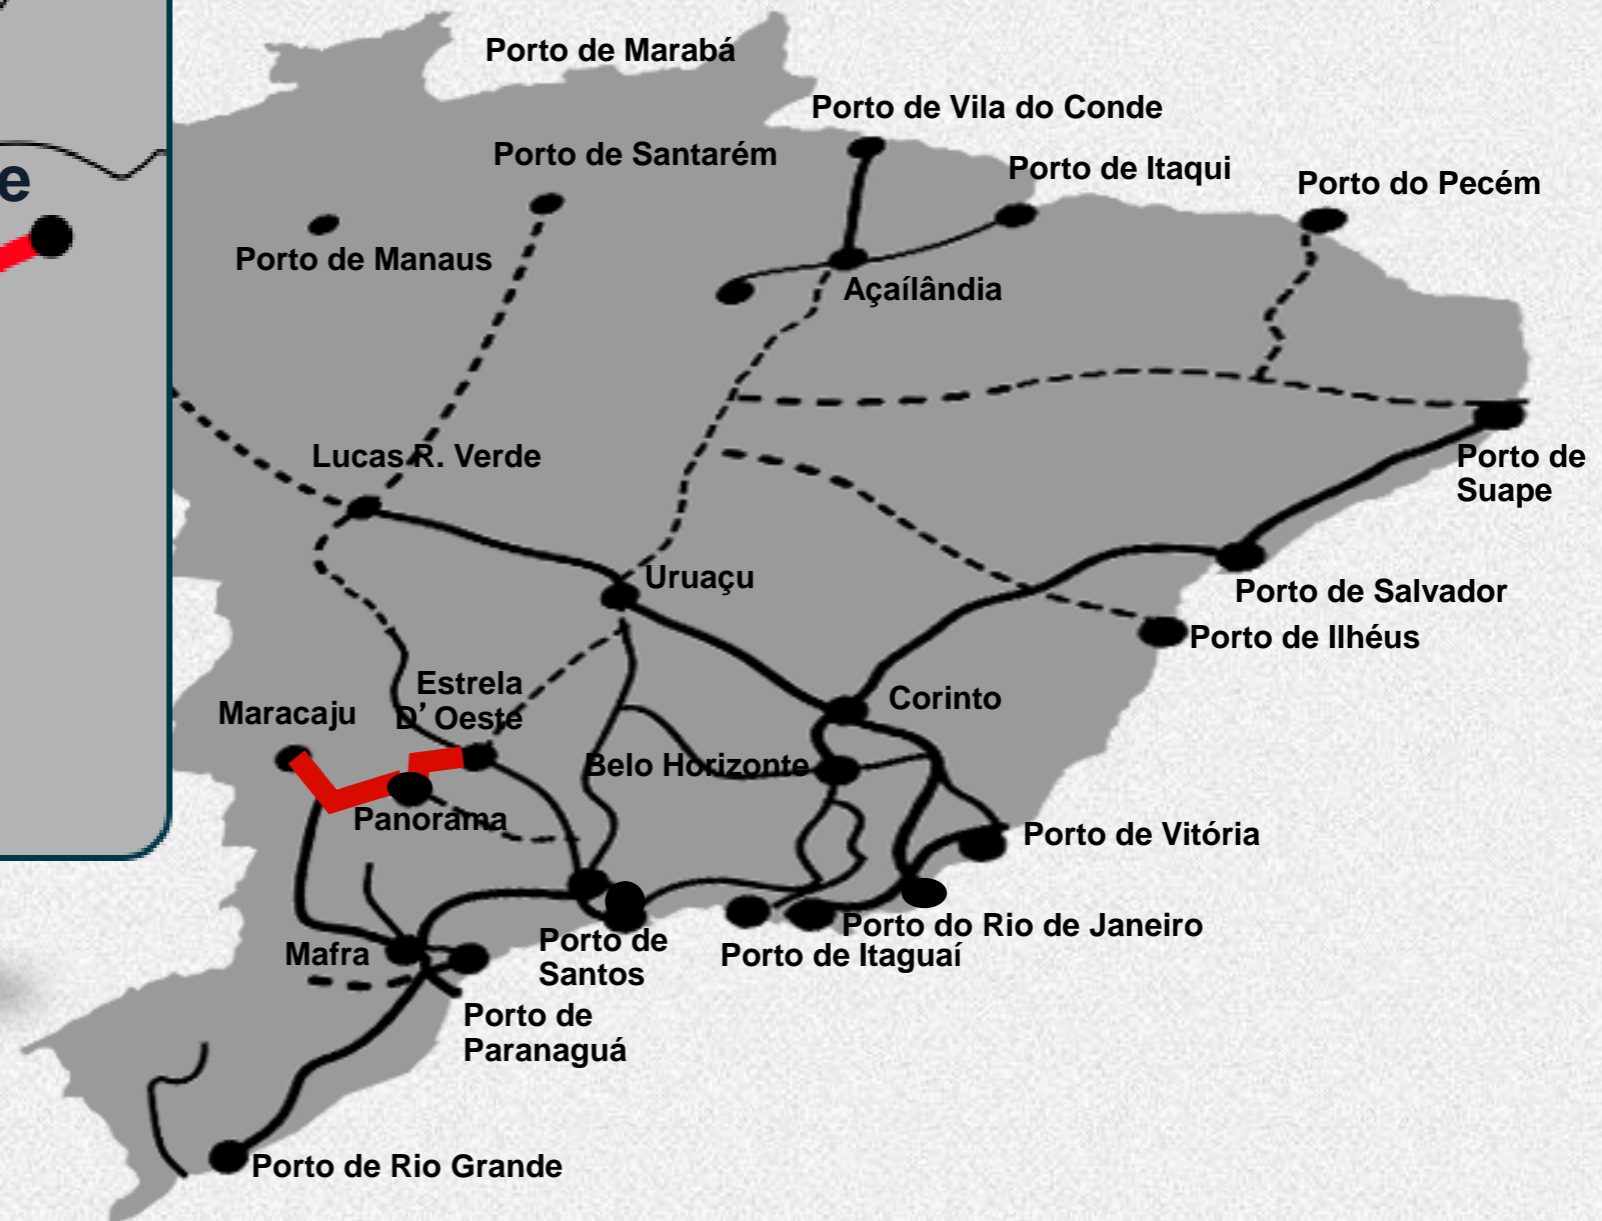 Porto de Marabá
Porto de Vila do Conde
Porto de Santarém
Porto de Itaqui
Porto do Pecém
e
Porto de Manaus
Açaílândia
Lucas R. Verde
Porto de
Suape
Uruaçu
Porto de Salvador
Porto de Ilhéus
Estrela
D’Oeste
Maracaju
Corinto
Belo Horizonte
Panorama
Porto de Vitória
Porto do Rio de Janeiro
Mafra
Porto de
Santos
Porto de Itaguaí
Porto de
Paranaguá
Porto de Rio Grande